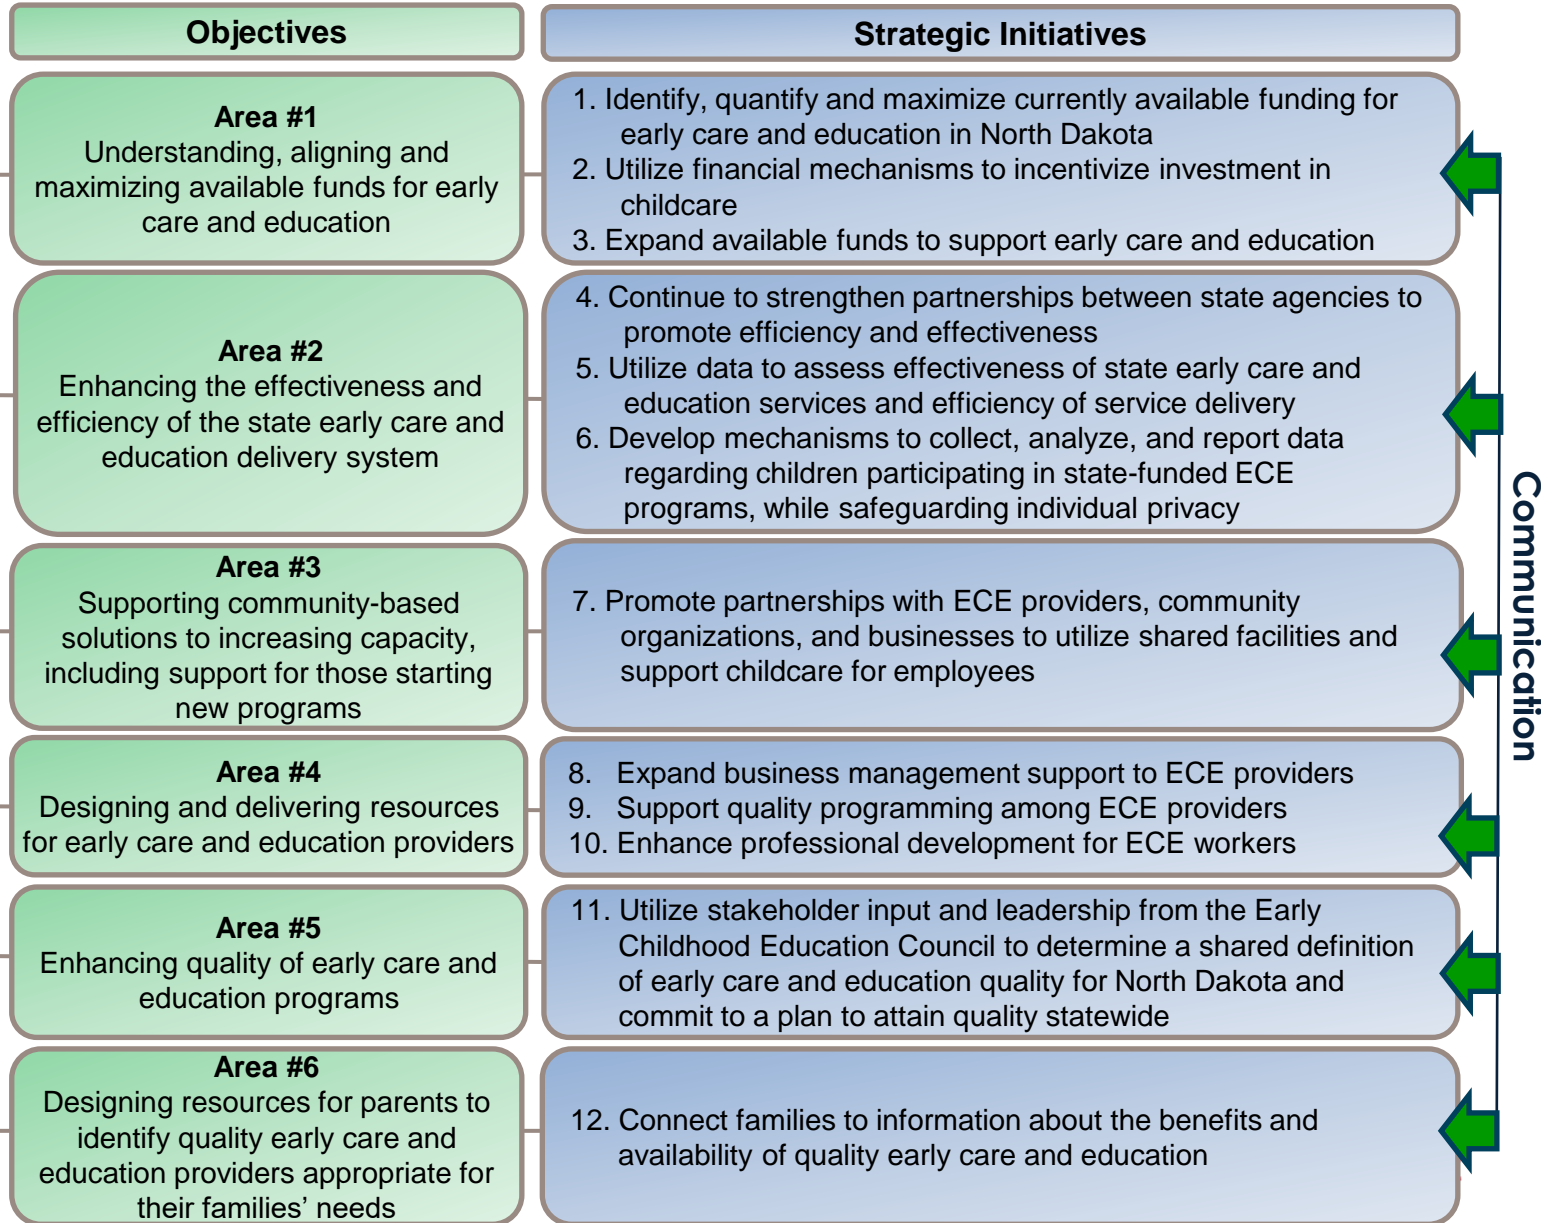 Objectives
Strategic Initiatives
Area #1
Understanding, aligning and
maximizing available funds for early
care and education
1. Identify, quantify and maximize currently available funding for
early care and education in North Dakota
2. Utilize financial mechanisms to incentivize investment in
childcare
3. Expand available funds to support early care and education
Area #2
Enhancing the effectiveness and
efficiency of the state early care and
education delivery system
4. Continue to strengthen partnerships between state agencies to
promote efficiency and effectiveness
5. Utilize data to assess effectiveness of state early care and
education services and efficiency of service delivery
6. Develop mechanisms to collect, analyze, and report data
regarding children participating in state-funded ECE
programs, while safeguarding individual privacy
Area #3
Supporting community-based
solutions to increasing capacity,
including support for those starting
new programs
7. Promote partnerships with ECE providers, community
organizations, and businesses to utilize shared facilities and
support childcare for employees
Area #4
Designing and delivering resources
for early care and education providers
8. Expand business management support to ECE providers
9. Support quality programming among ECE providers
10. Enhance professional development for ECE workers
Area #5
Enhancing quality of early care and
education programs
11. Utilize stakeholder input and leadership from the Early
Childhood Education Council to determine a shared definition
of early care and education quality for North Dakota and
commit to a plan to attain quality statewide
Area #6
Designing resources for parents to
identify quality early care and
education providers appropriate for
their families’ needs
12. Connect families to information about the benefits and
availability of quality early care and education
Communication